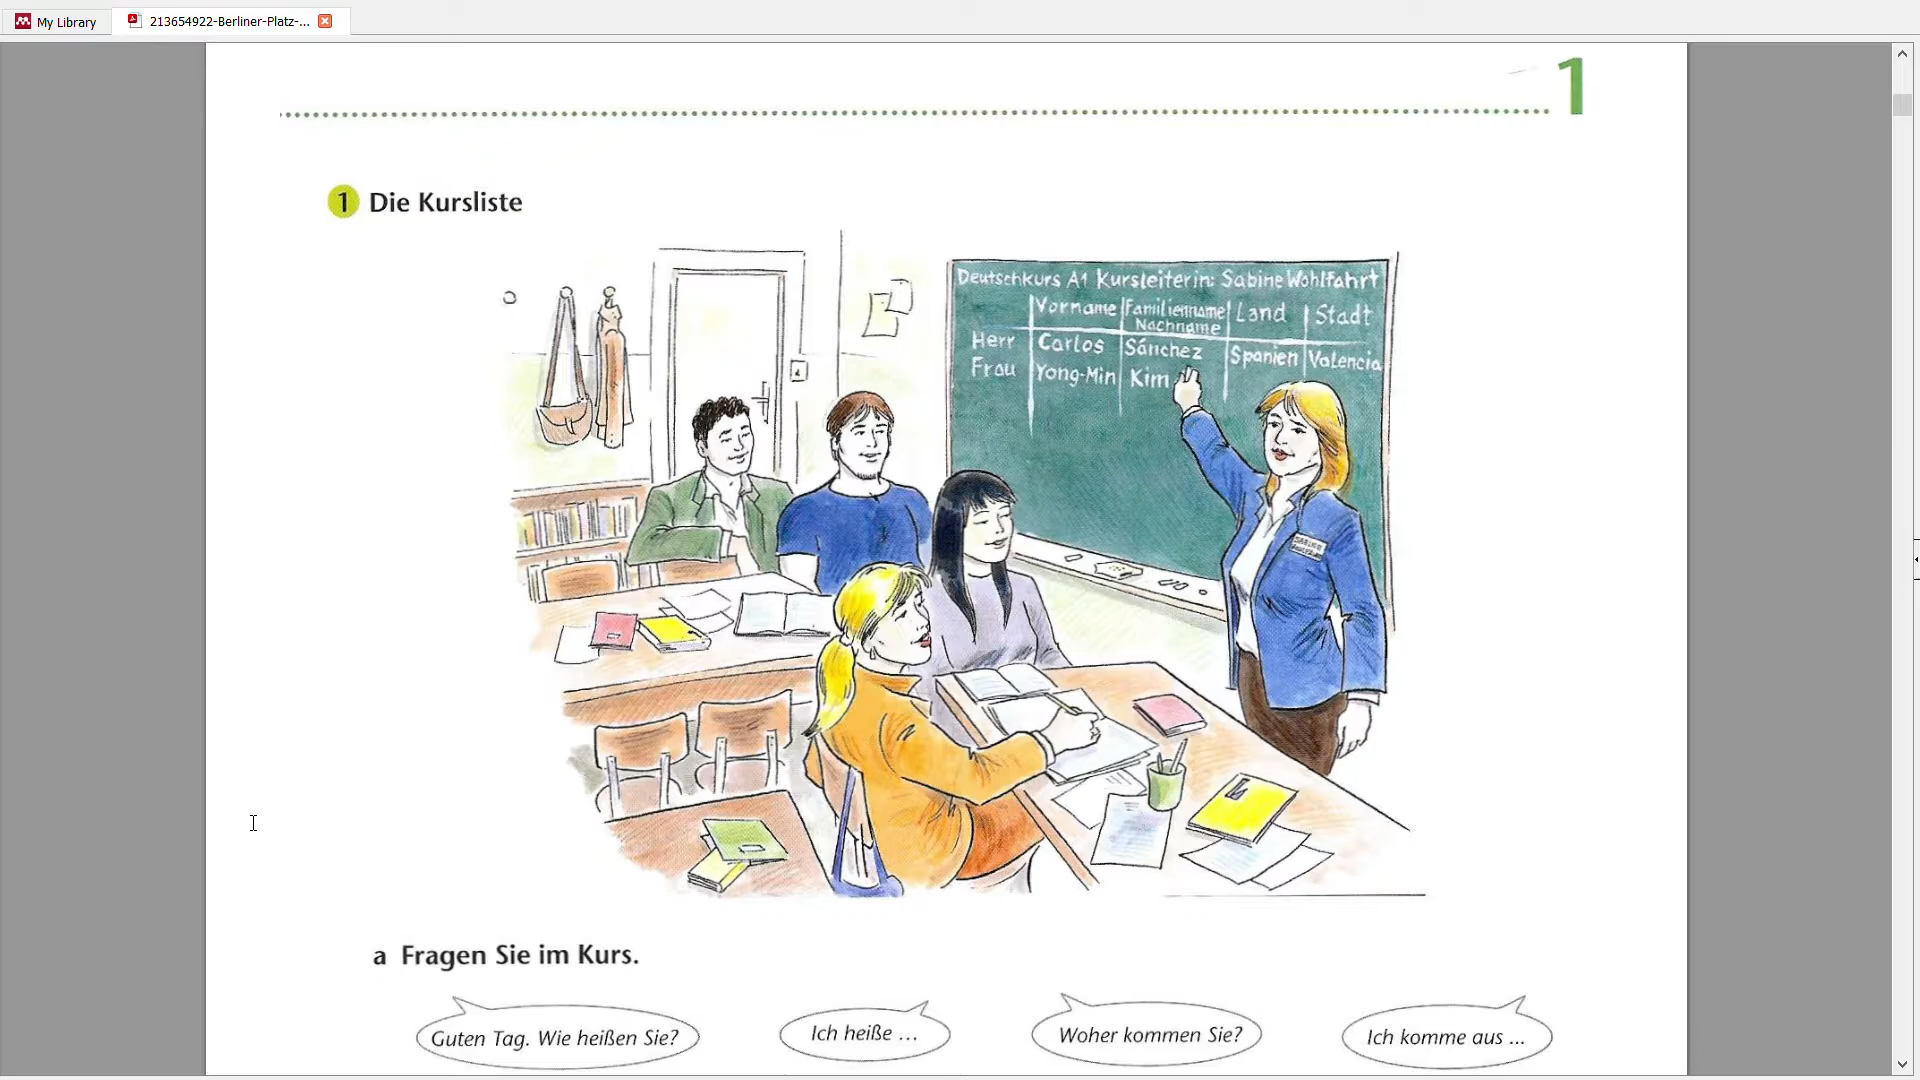 My Library
213654922-Berliner-Platz-...
1
1 Die Kursliste
Deutschkurs A1 Kursleiterin: Sabine Wohlfahrt
Vorname Familienname Nachname Land Stadt
Herr Carlos Sánchez Spanien Valencia
Frau Yong-Min Kim
a Fragen Sie im Kurs.
Guten Tag. Wie heißen Sie? Ich heiße ... Woher kommen Sie? Ich komme aus ...